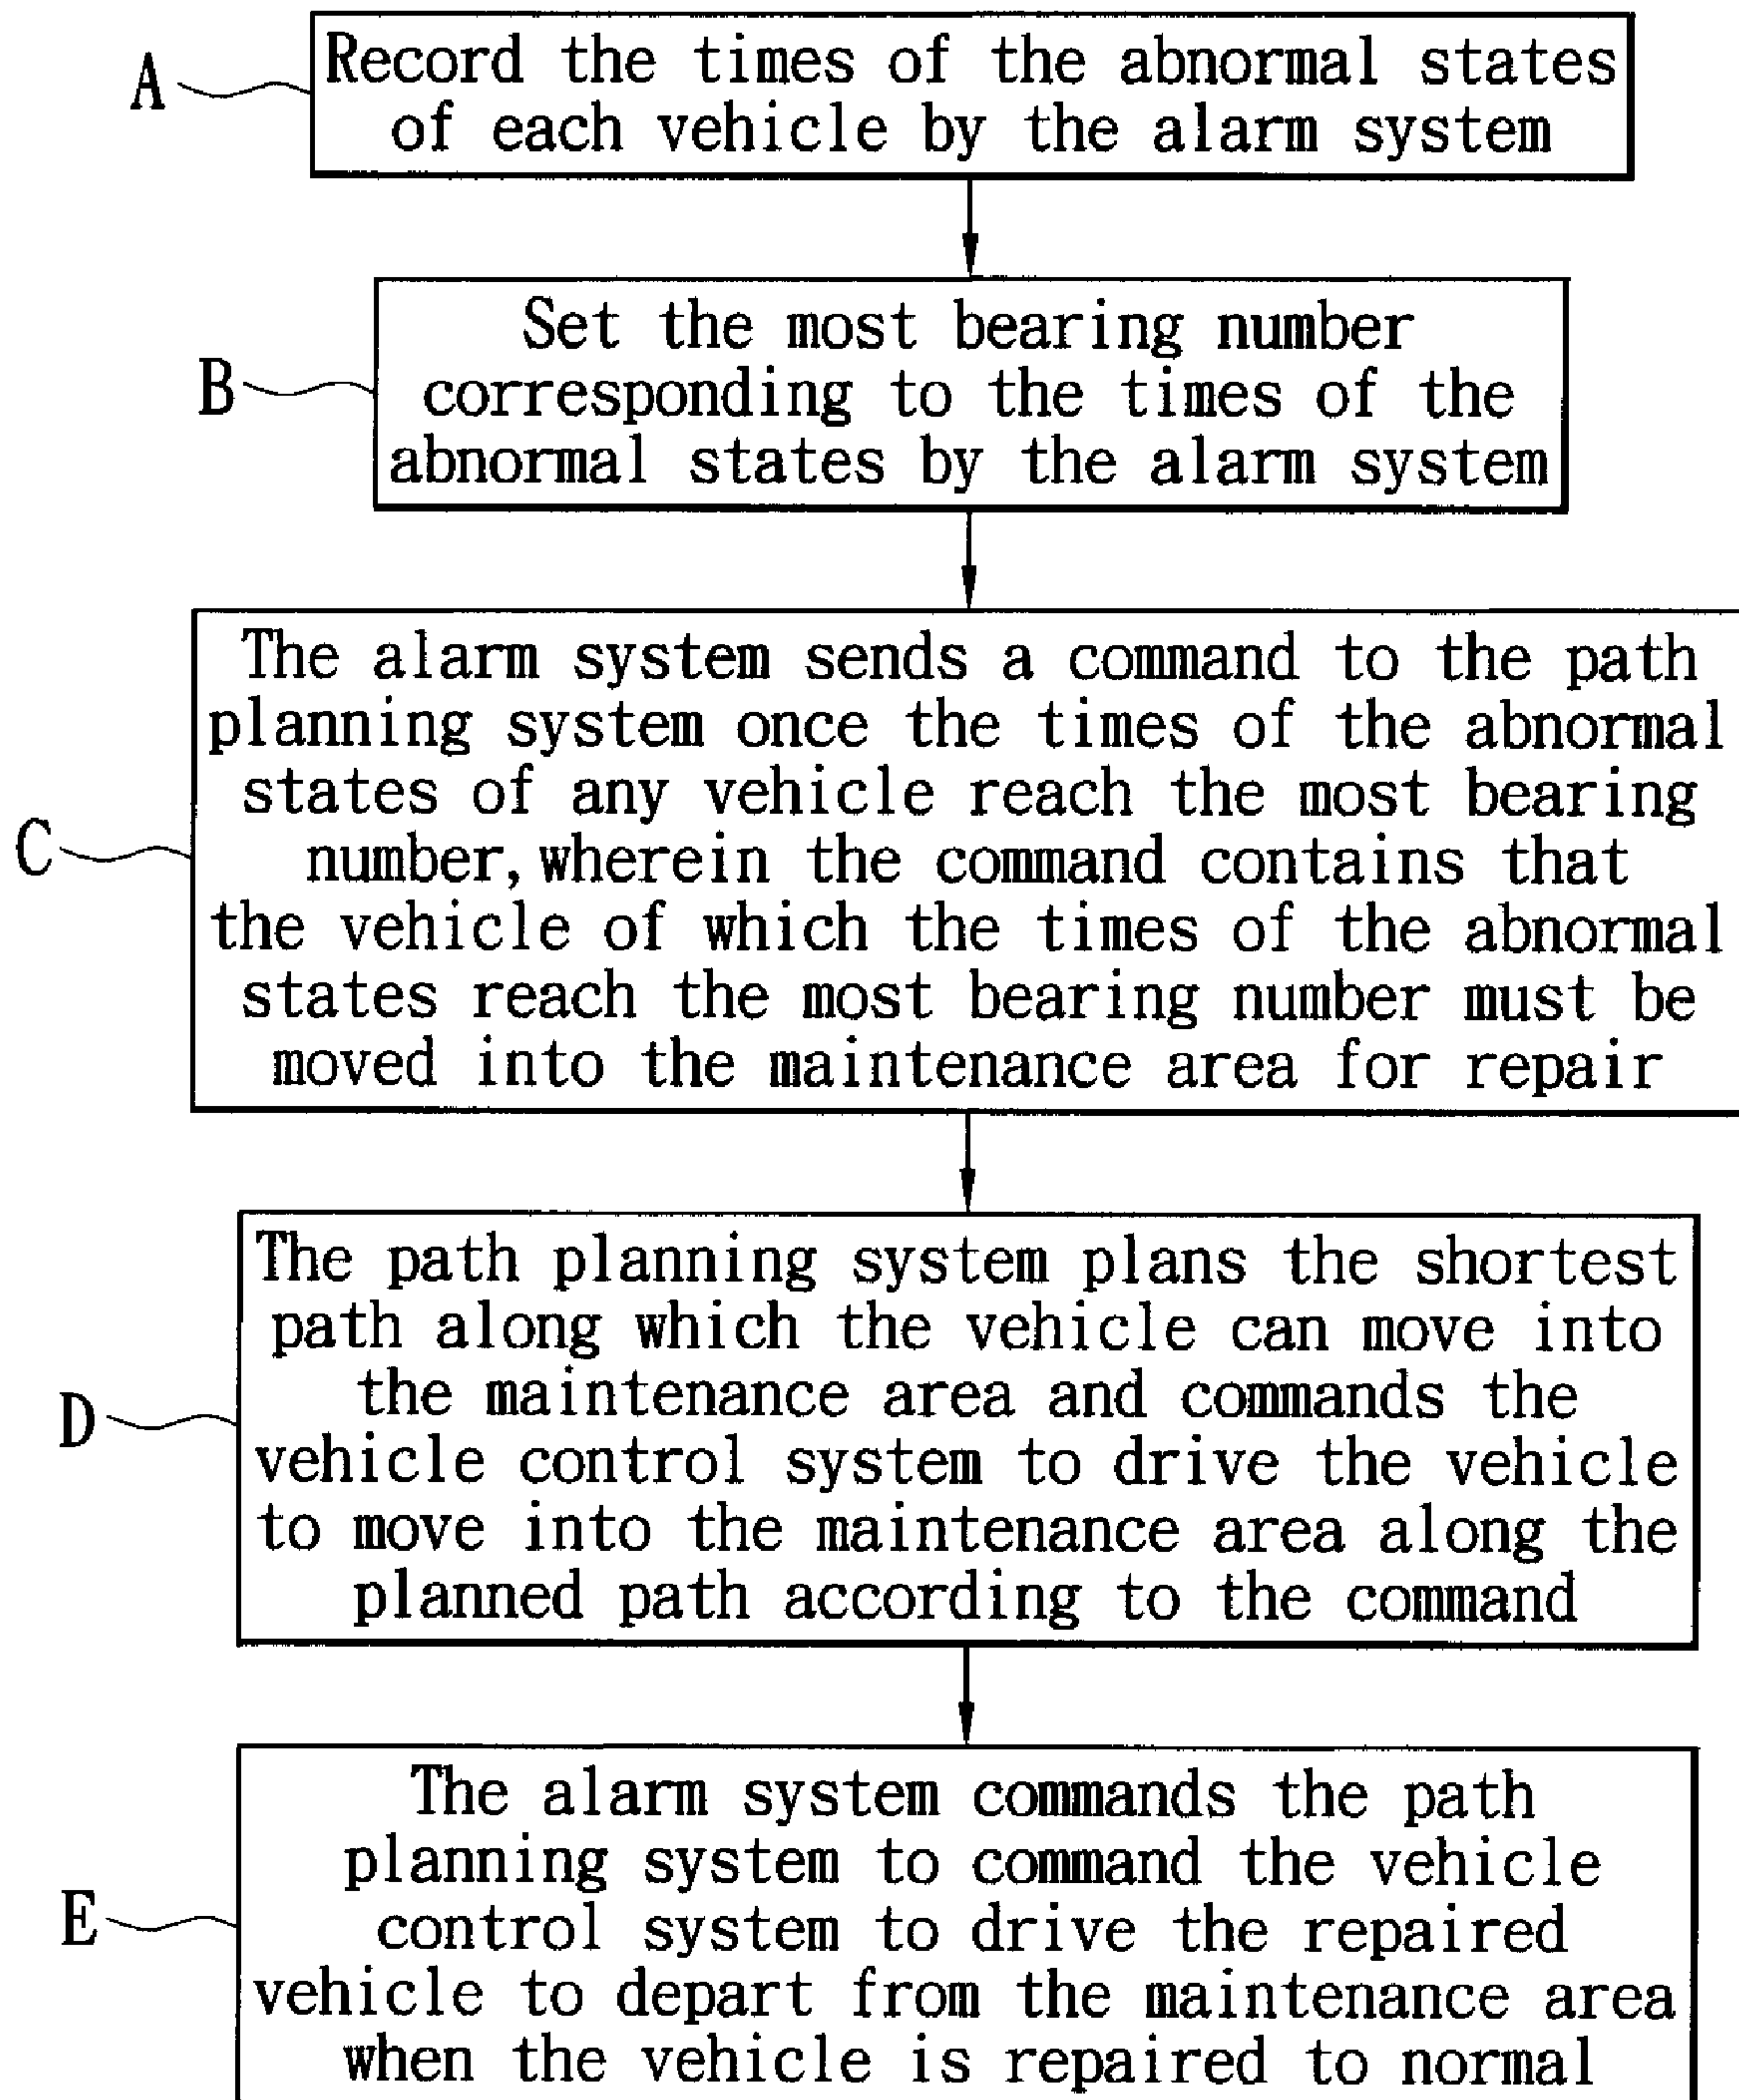 A
Record the times of the abnormal states
of each vehicle by the alarm system
B
Set the most bearing number
corresponding to the times of the
abnormal states by the alarm system
C
The alarm system sends a command to the path
planning system once the times of the abnormal
states of any vehicle reach the most bearing
number, wherein the command contains that
the vehicle of which the times of the abnormal
states reach the most bearing number must be
moved into the maintenance area for repair
D
The path planning system plans the shortest
path along which the vehicle can move into
the maintenance area and commands the
vehicle control system to drive the vehicle
to move into the maintenance area along the
planned path according to the command
E
The alarm system commands the path
planning system to command the vehicle
control system to drive the repaired
vehicle to depart from the maintenance area
when the vehicle is repaired to normal